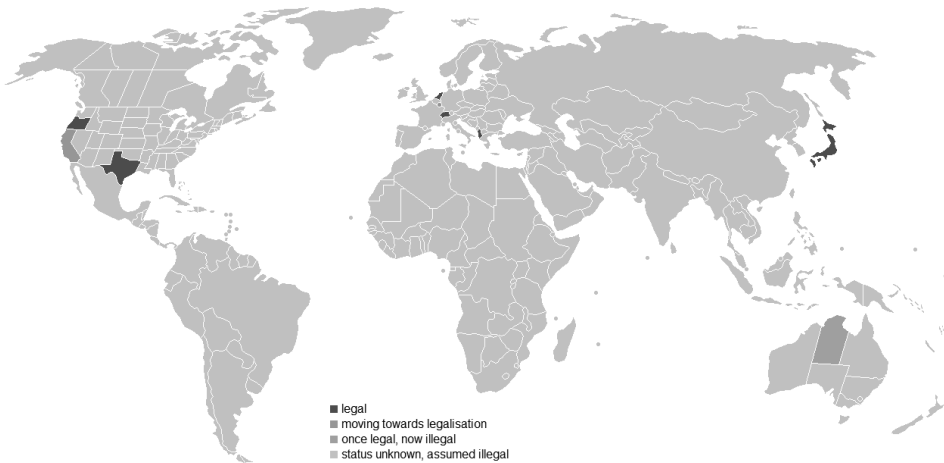 legal
moving towards legalisation
once legal, now illegal
status unknown, assumed illegal